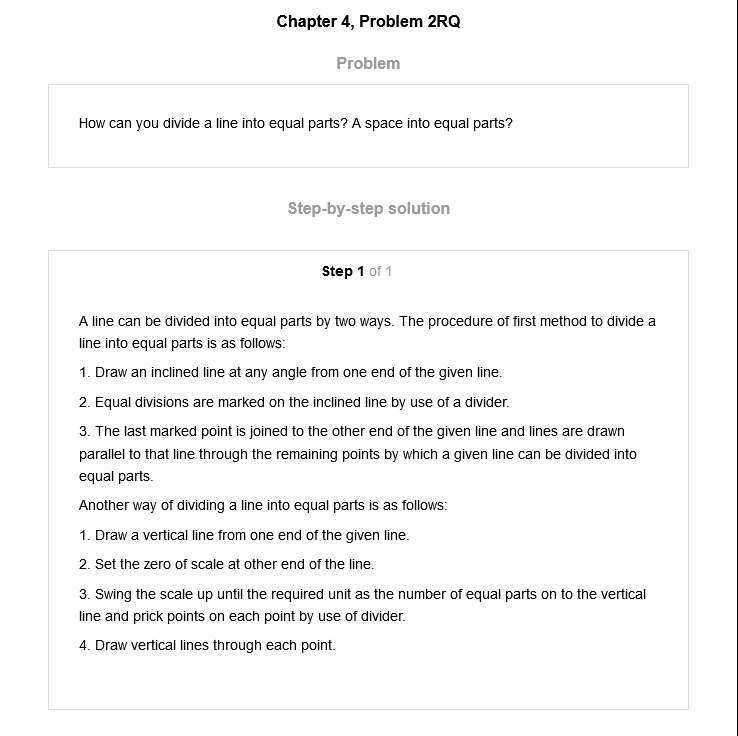 Chapter 4, Problem 2RQ
Problem
How can you divide a line into equal parts? A space into equal parts?
Step-by-step solution
Step 1 of 1
A line can be divided into equal parts by two ways. The procedure of first method to divide a
line into equal parts is as follows:
1. Draw an inclined line at any angle from one end of the given line.
2. Equal divisions are marked on the inclined line by use of a divider.
3. The last marked point is joined to the other end of the given line and lines are drawn
parallel to that line through the remaining points by which a given line can be divided into
equal parts.
Another way of dividing a line into equal parts is as follows:
1. Draw a vertical line from one end of the given line.
2. Set the zero of scale at other end of the line.
3. Swing the scale up until the required unit as the number of equal parts on to the vertical
line and prick points on each point by use of divider.
4. Draw vertical lines through each point.